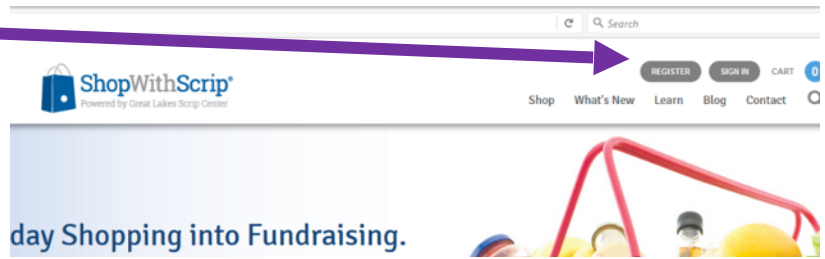 Search
REGISTER SIGN IN CART 0
ShopWithScrip®
Powered by Great Lakes Scrip Center
Shop What's New Learn Blog Contact
day Shopping into Fundraising.